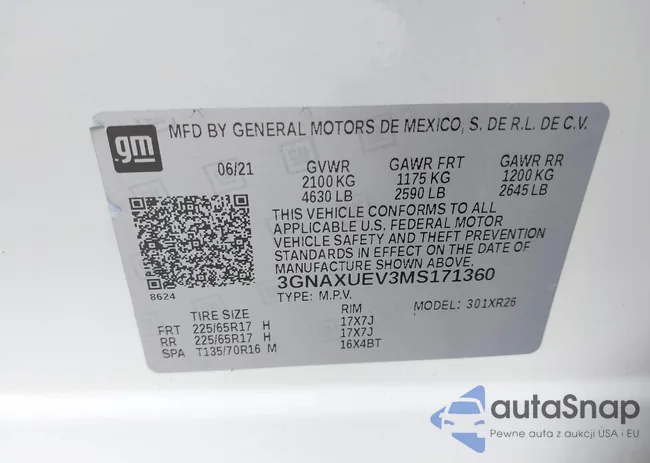 gm
MFD BY GENERAL MOTORS DE MEXICO, S. DE R.L. DE C.V.
06/21 GVWR GAWR FRT GAWR RR
2100 KG 1175 KG 1200 KG
4630 LB 2590 LB 2645 LB
THIS VEHICLE CONFORMS TO ALL
APPLICABLE U.S. FEDERAL MOTOR
VEHICLE SAFETY AND THEFT PREVENTION
STANDARDS IN EFFECT ON THE DATE OF
MANUFACTURE SHOWN ABOVE.
3GNAXUEV3MS171360
8624
TYPE: M.P.V. MODEL: 301XR26
TIRE SIZE RIM
FRT 225/65R17 H 17X7J
RR 225/65R17 H 17X7J
SPA T135/70R16 M 16X4BT
autaSnap
Pewne auta z aukcji USA i EU